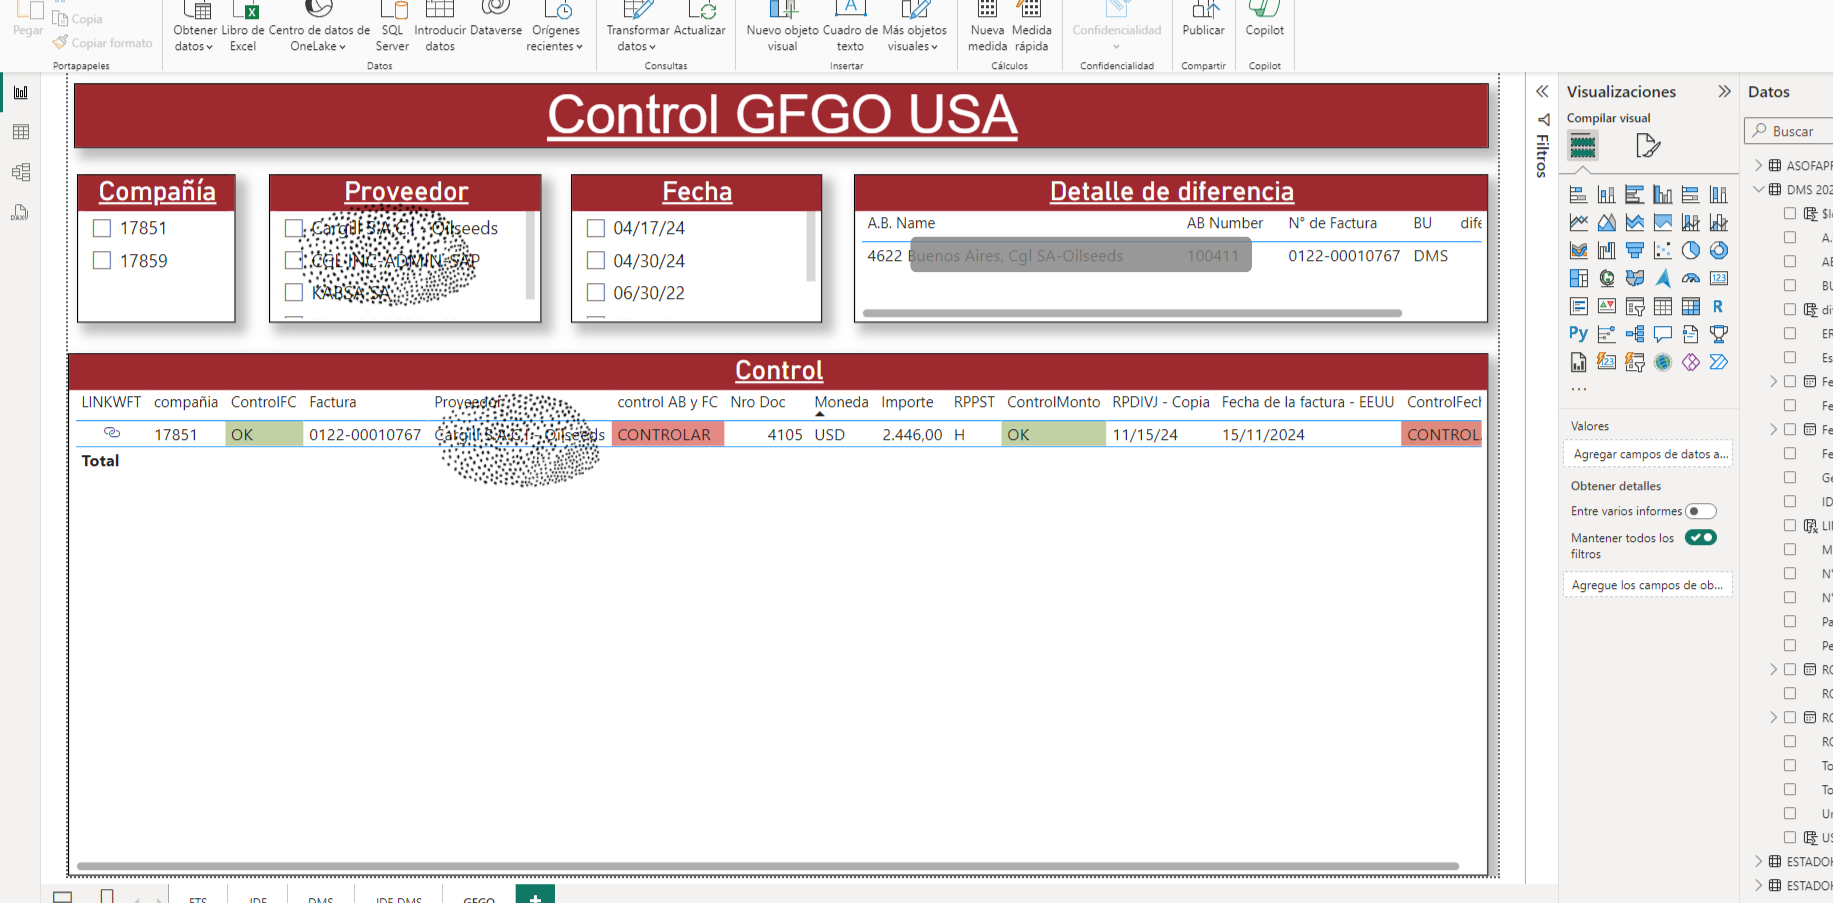 Pegar
Copia
Copiar formato
Portapapeles
Obtener datos
Libro de Excel
Centro de datos de OneLake
SQL Server
Introducir datos
Dataverse
Orígenes recientes
Datos
Transformar datos
Actualizar
Consultas
Nuevo objeto visual
Cuadro de texto
Más objetos visuales
Insertar
Nueva medida
Medida rápida
Cálculos
Confidencialidad
Confidencialidad
Publicar
Compartir
Copilot
Copilot
Control GFGO USA
Compañía
17851
17859
Proveedor
Cargill S.A.C.I - Oilseeds
CGL INC-ADMIN-SAP
KABSA SA
Fecha
04/17/24
04/30/24
06/30/22
Detalle de diferencia
A.B. Name AB Number N° de Factura BU dife
4622 Buenos Aires, Cgl SA-Oilseeds 100411 0122-00010767 DMS
Control
LINKWFT compañia ControlFC Factura Proveedor control AB y FC Nro Doc Moneda Importe RPPST ControlMonto RPDIVJ - Copia Fecha de la factura - EEUU ControlFech
17851 OK 0122-00010767 Cargill S.A.C.I - Oilseeds CONTROLAR 4105 USD 2.446,00 H OK 11/15/24 15/11/2024 CONTROL
Total
ETS IDE DMS IDE DMS GFGO
Filtros
Visualizaciones
Compilar visual
Py
R
123
...
Valores
Agregar campos de datos a...
Obtener detalles
Entre varios informes
Mantener todos los filtros
Agregue los campos de ob...
Datos
Buscar
ASOFAPR
DMS 202
$I
A.
AB
BU
di
ER
Es
Fe
Fe
Fe
Fe
Ge
ID
LI
M
N°
N°
Pa
Pe
RC
RC
RC
RC
To
To
Ur
US
ESTADOH
ESTADOH